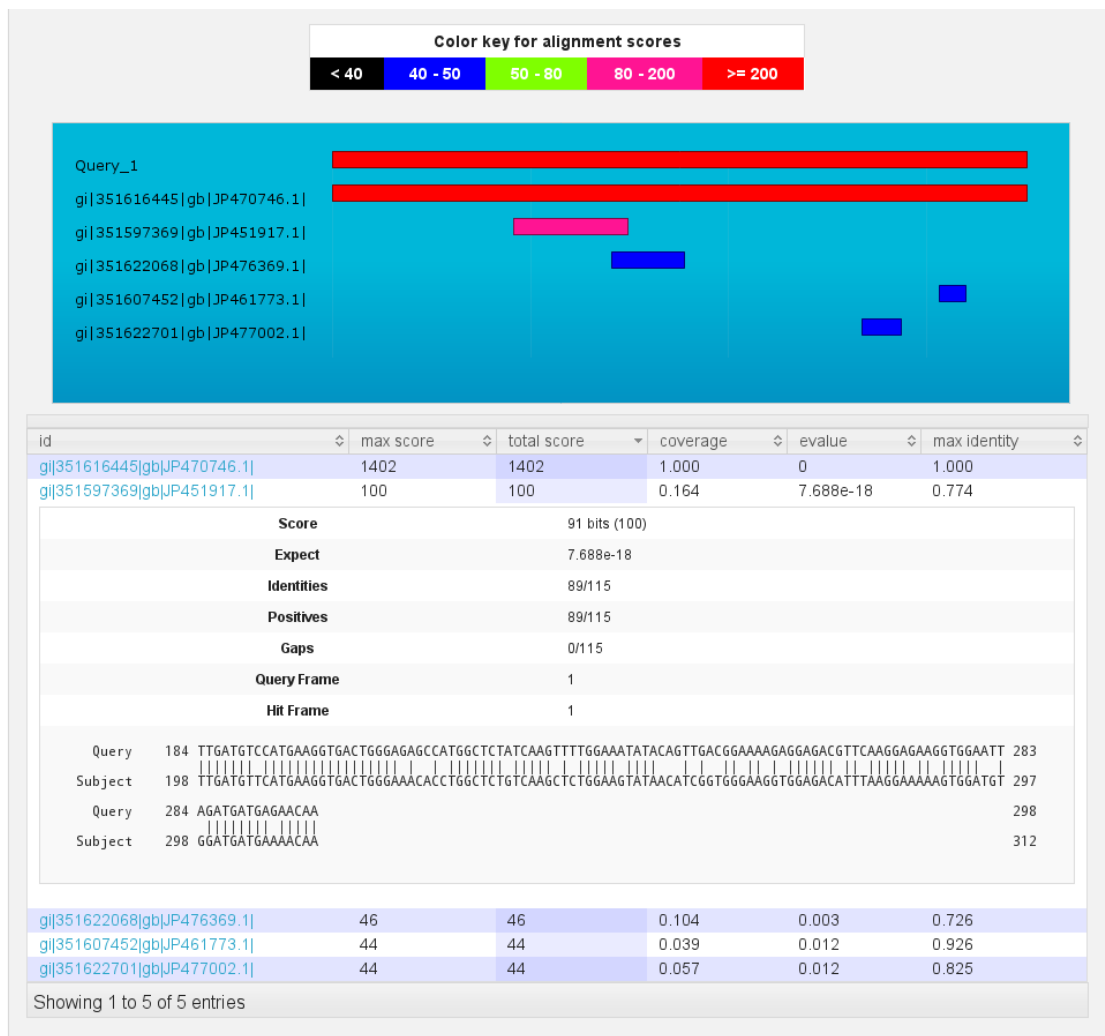 Color key for alignment scores
< 40 40 - 50 50 - 80 80 - 200 >= 200
Query_1
gi|351616445|gb|JP470746.1|
gi|351597369|gb|JP451917.1|
gi|351622068|gb|JP476369.1|
gi|351607452|gb|JP461773.1|
gi|351622701|gb|JP477002.1|
id max score total score coverage evalue max identity
gi|351616445|gb|JP470746.1| 1402 1402 1.000 0 1.000
gi|351597369|gb|JP451917.1| 100 100 0.164 7.688e-18 0.774
Score 91 bits (100)
Expect 7.688e-18
Identities 89/115
Positives 89/115
Gaps 0/115
Query Frame 1
Hit Frame 1
Query 184 TTGATGTCCATGAAGGTGACTGGGAGAGCCATGGCTCTATCAAGTTTTGGAAATATACAGTTGACGGAAAAGAGGAGACGTTCAAGGAGAAGGTGGAATT 283
Subject 198 TTGATGTTCATGAAGGTGACTGGGAAACACCTGGCTCTGTCAAGCTCTGGAAGTATAACATCGGTGGGAAGGTGGAGACATTTAAGGAAAAAGTGGATGT 297
Query 284 AGATGATGAGAACAA 298
Subject 298 GGATGATGAAAACAA 312
gi|351622068|gb|JP476369.1| 46 46 0.104 0.003 0.726
gi|351607452|gb|JP461773.1| 44 44 0.039 0.012 0.926
gi|351622701|gb|JP477002.1| 44 44 0.057 0.012 0.825
Showing 1 to 5 of 5 entries